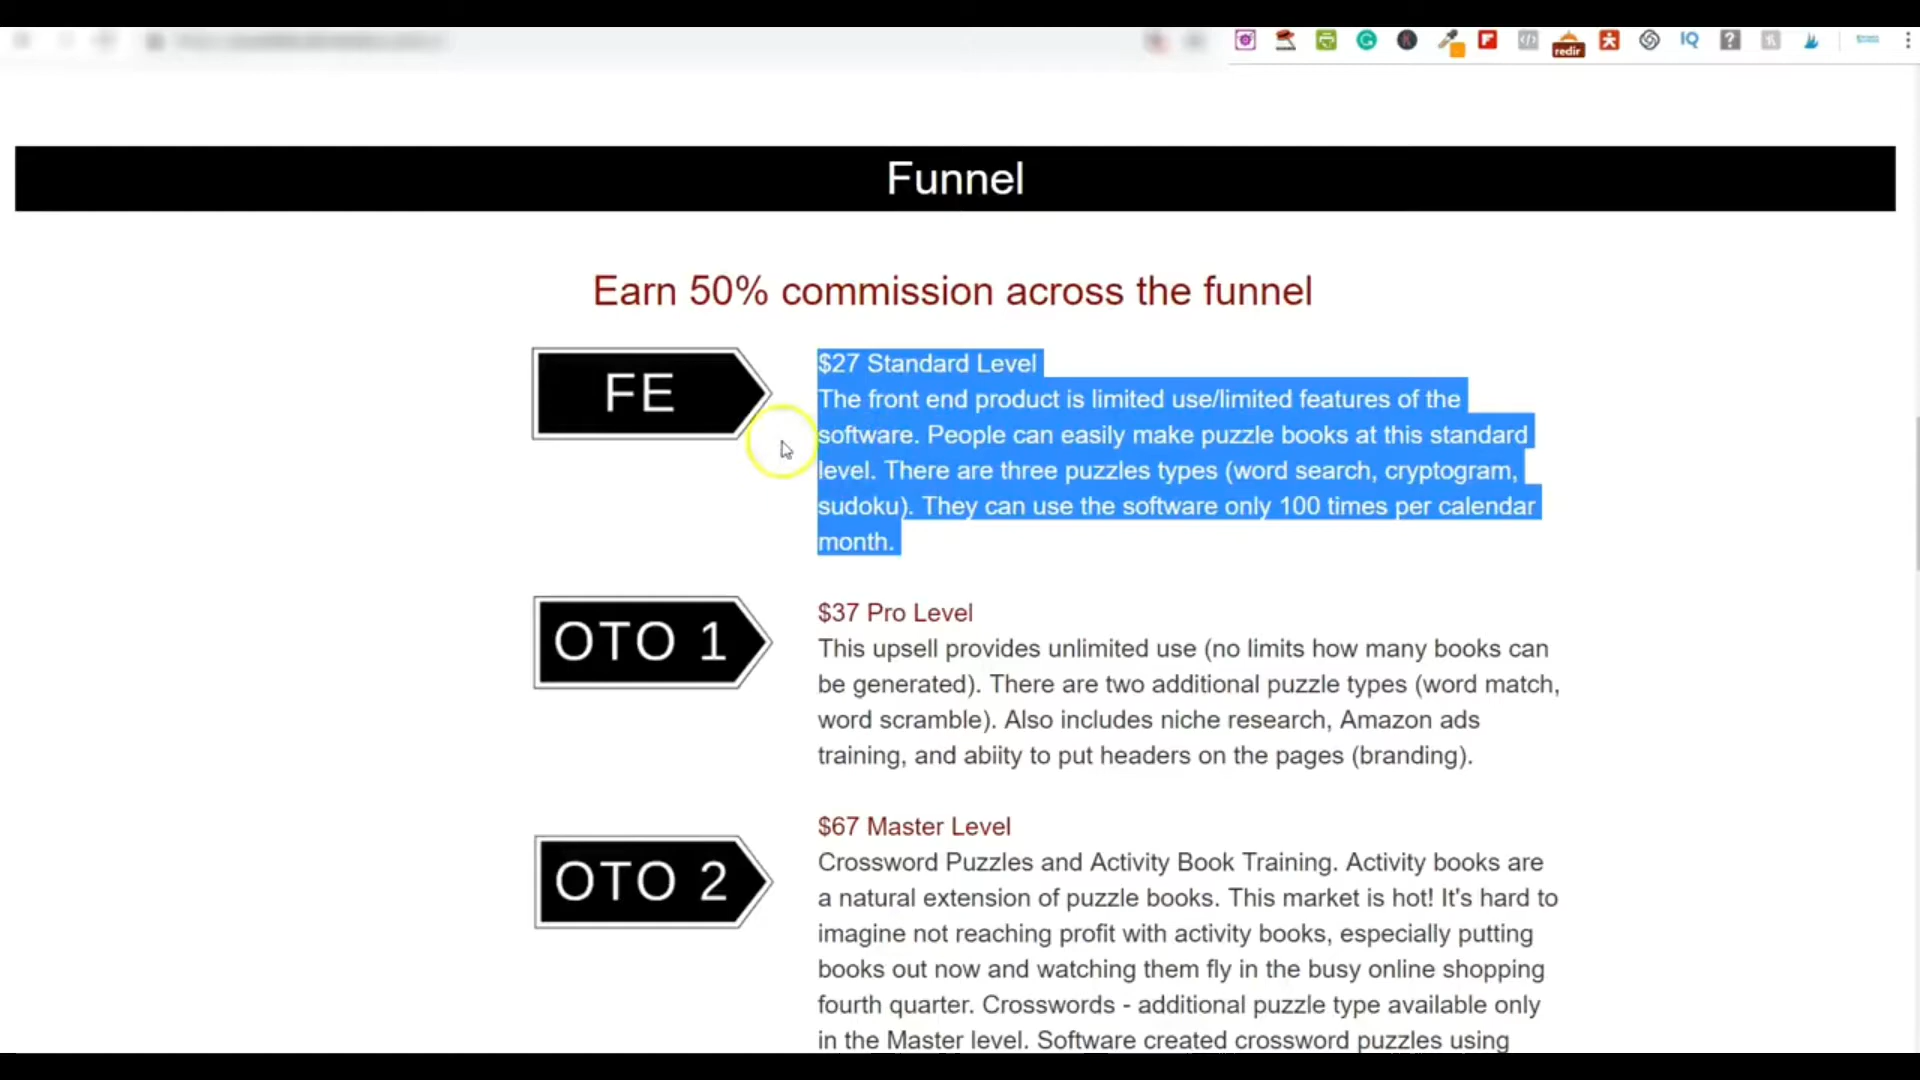 redir
IQ
Funnel
Earn 50% commission across the funnel
FE
$27 Standard Level
The front end product is limited use/limited features of the
software. People can easily make puzzle books at this standard
level. There are three puzzles types (word search, cryptogram,
sudoku). They can use the software only 100 times per calendar
month.
OTO 1
$37 Pro Level
This upsell provides unlimited use (no limits how many books can
be generated). There are two additional puzzle types (word match,
word scramble). Also includes niche research, Amazon ads
training, and abiity to put headers on the pages (branding).
OTO 2
$67 Master Level
Crossword Puzzles and Activity Book Training. Activity books are
a natural extension of puzzle books. This market is hot! It's hard to
imagine not reaching profit with activity books, especially putting
books out now and watching them fly in the busy online shopping
fourth quarter. Crosswords - additional puzzle type available only
in the Master level. Software created crossword puzzles using